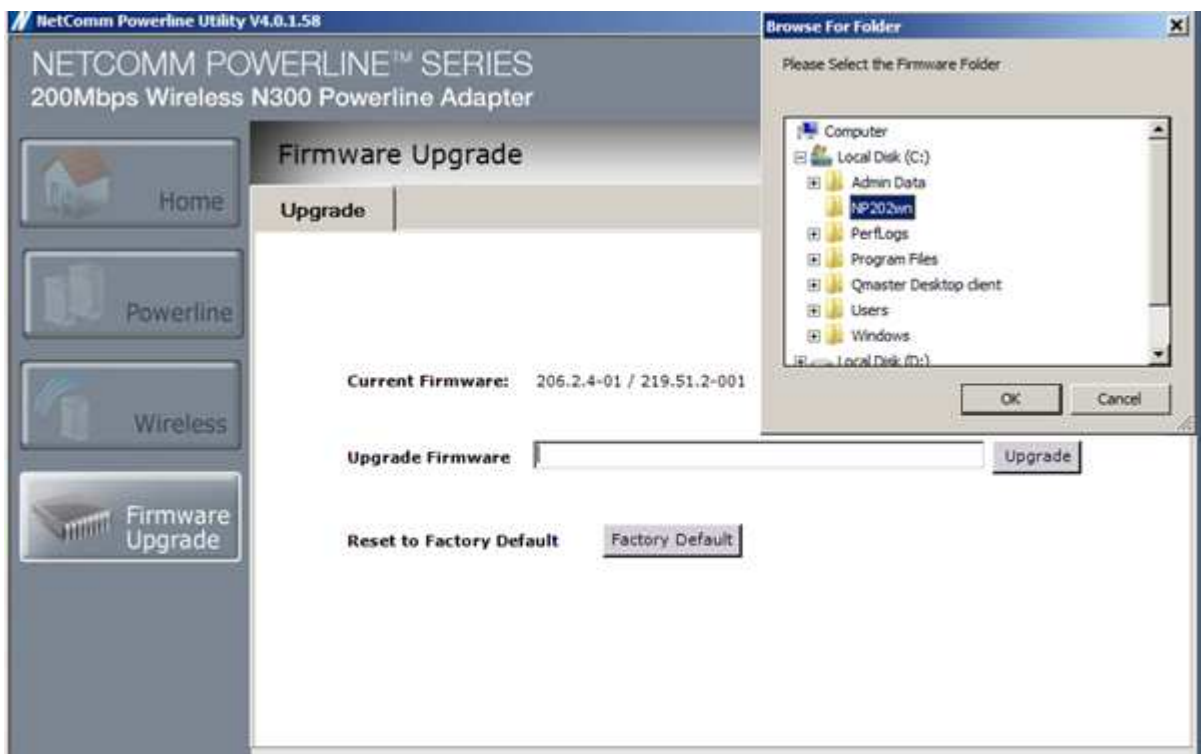 NetComm Powerline Utility V4.0.1.58
NETCOMM POWERLINE™ SERIES
200Mbps Wireless N300 Powerline Adapter
Home
Powerline
Wireless
Firmware
Upgrade
Firmware Upgrade
Upgrade
Current Firmware: 206.2.4-01 / 219.51.2-001
Upgrade Firmware Upgrade
Reset to Factory Default Factory Default
Browse For Folder
Please Select the Firmware Folder
Computer
Local Disk (C:)
Admin Data
NP202wn
PerfLogs
Program Files
Qmaster Desktop client
Users
Windows
Local Disk (D:)
OK Cancel